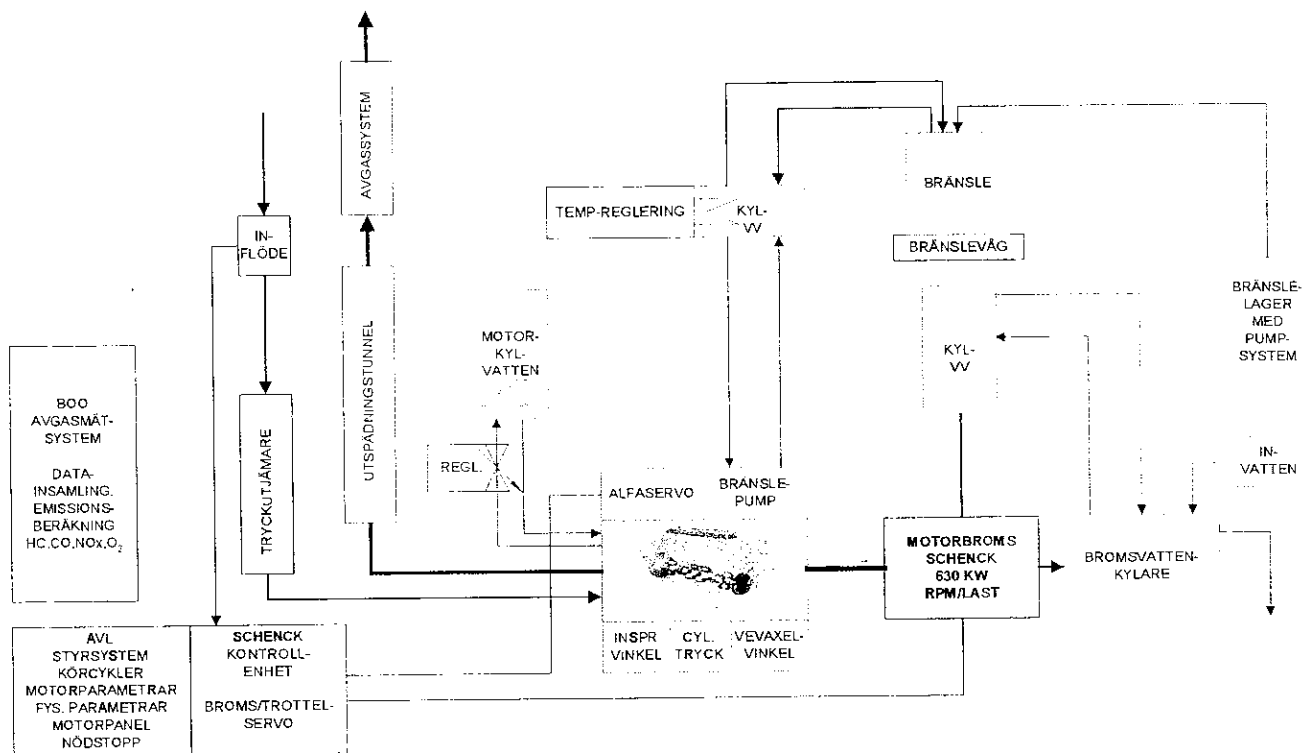 AVGASSYSTEM
BRÄNSLE
TEMP-REGLERING
KYL-
VV
IN-
FLÖDE
BRÄNSLEVÅG
UTSPÄDNINGSTUNNEL
MOTOR-
KYL-
VATTEN
KYL-
VV
BRÄNSLE-
LAGER
MED
PUMP-
SYSTEM
BOO
AVGASMÄT-
SYSTEM
DATA-
INSAMLING.
EMISSIONS-
BERÄKNING
HC,CO,NOx,O₂
TRYCKUTJÄMARE
REGL.
ALFASERVO
BRÄNSLE-
PUMP
IN-
VATTEN
MOTORBROMS
SCHENCK
630 KW
RPM/LAST
BROMSVATTEN-
KYLARE
AVL
STYRSYSTEM
KÖRCYKLER
MOTORPARAMETRAR
FYS. PARAMETRAR
MOTORPANEL
NÖDSTOPP
SCHENCK
KONTROLL-
ENHET
BROMS/TROTTEL-
SERVO
INSPR
VINKEL
CYL.
TRYCK
VEVAXEL-
VINKEL